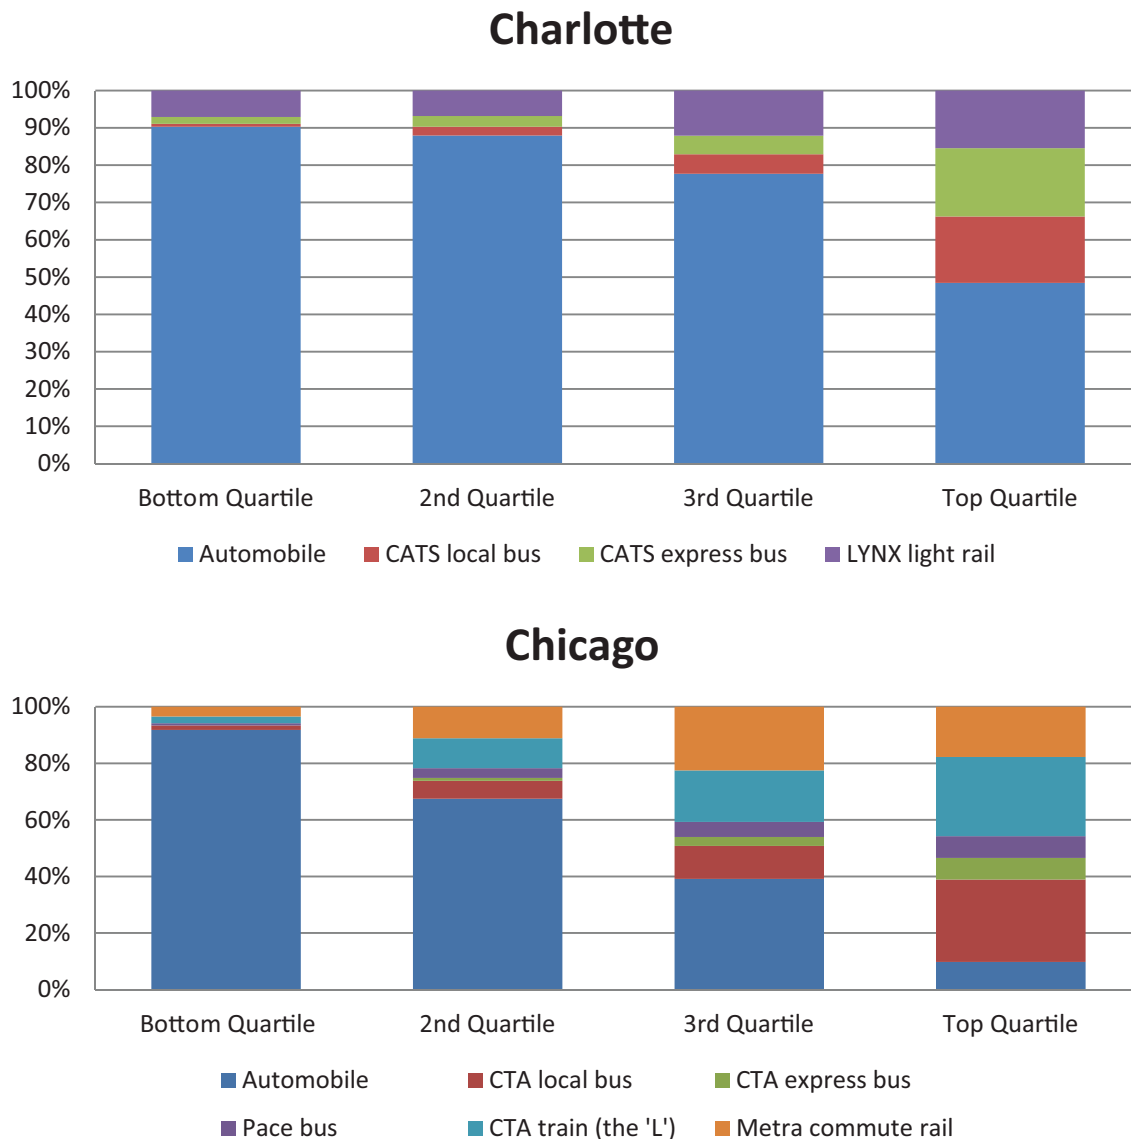 Charlotte
100%
90%
80%
70%
60%
50%
40%
30%
20%
10%
0%
Bottom Quartile 2nd Quartile 3rd Quartile Top Quartile
Automobile CATS local bus CATS express bus LYNX light rail
Chicago
100%
80%
60%
40%
20%
0%
Bottom Quartile 2nd Quartile 3rd Quartile Top Quartile
Automobile CTA local bus CTA express bus
Pace bus CTA train (the 'L') Metra commute rail